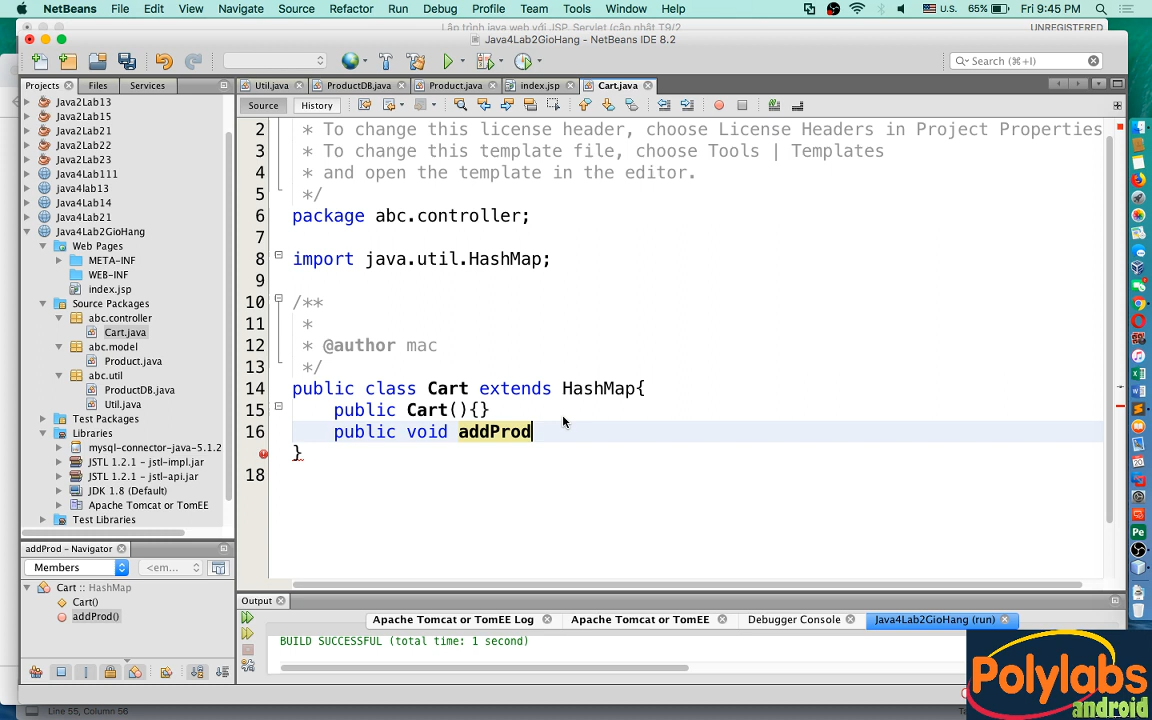 NetBeans File Edit View Navigate Source Refactor Run Debug Profile Team Tools Window Help U.S. 65% Fri 9:45 PM
Lập trình java web với JSP, Servlet (cập nhật T9/2 UNREGISTERED
Java4Lab2GioHang - NetBeans IDE 8.2
Search (⌘+I)
Projects Files Services
Util.java ProductDB.java Product.java index.jsp Cart.java
Source History
Java2Lab13
Java2Lab15
Java2Lab21
Java2Lab22
Java2Lab23
Java4Lab111
java4lab13
Java4Lab14
Java4Lab21
Java4Lab2GioHang
Web Pages
META-INF
WEB-INF
index.jsp
Source Packages
abc.controller
Cart.java
abc.model
Product.java
abc.util
ProductDB.java
Util.java
Test Packages
Libraries
mysql-connector-java-5.1.2
JSTL 1.2.1 - jstl-impl.jar
JSTL 1.2.1 - jstl-api.jar
JDK 1.8 (Default)
Apache Tomcat or TomEE
Test Libraries
2 * To change this license header, choose License Headers in Project Properties
3 * To change this template file, choose Tools | Templates
4 * and open the template in the editor.
5 */
6 package abc.controller;
7
8 import java.util.HashMap;
9
10 /**
11 *
12 * @author mac
13 */
14 public class Cart extends HashMap{
15 public Cart(){}
16 public void addProd
}
18
addProd - Navigator
Members <em...
Cart :: HashMap
Cart()
addProd()
Output
Apache Tomcat or TomEE Log Apache Tomcat or TomEE Debugger Console Java4Lab2GioHang (run)
BUILD SUCCESSFUL (total time: 1 second)
Line 55, Column 56
Polylabs
android